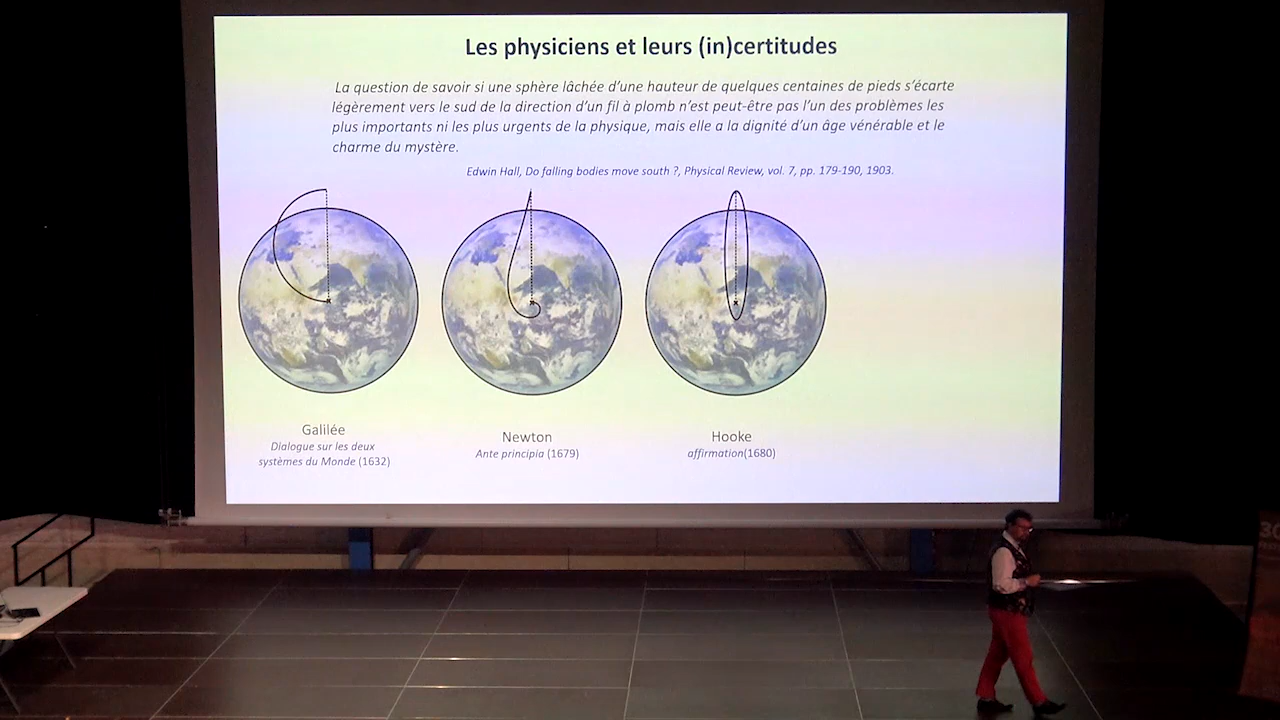 Les physiciens et leurs (in)certitudes
La question de savoir si une sphère lâchée d'une hauteur de quelques centaines de pieds s'écarte
légèrement vers le sud de la direction d'un fil à plomb n'est peut-être pas l'un des problèmes les
plus importants ni les plus urgents de la physique, mais elle a la dignité d'un âge vénérable et le
charme du mystère.
Edwin Hall, Do falling bodies move south ?, Physical Review, vol. 7, pp. 179-190, 1903.
Galilée
Dialogue sur les deux
systèmes du Monde (1632)
Newton
Ante principia (1679)
Hooke
affirmation(1680)